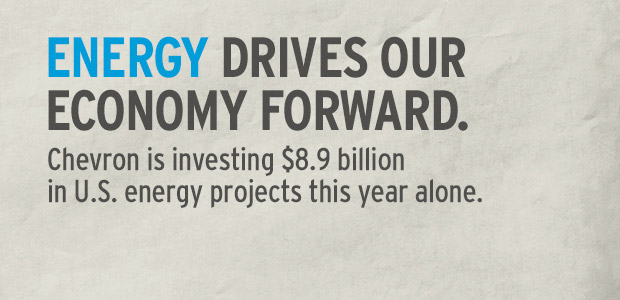 ENERGY DRIVES OUR
ECONOMY FORWARD.
Chevron is investing $8.9 billion
in U.S. energy projects this year alone.